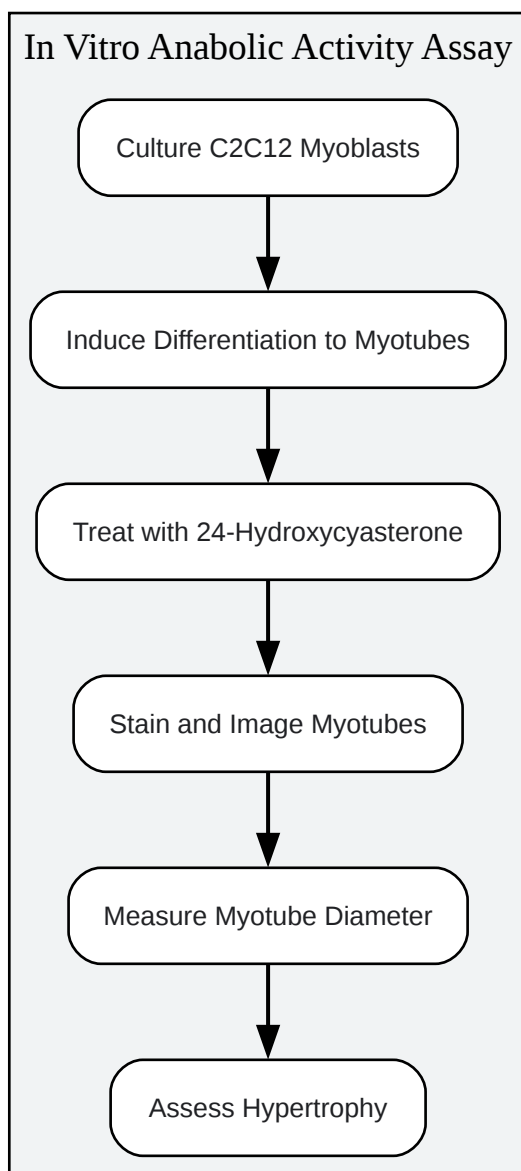 In Vitro Anabolic Activity Assay
Culture C2C12 Myoblasts
Induce Differentiation to Myotubes
Treat with 24-Hydroxycyasterone
Stain and Image Myotubes
Measure Myotube Diameter
Assess Hypertrophy